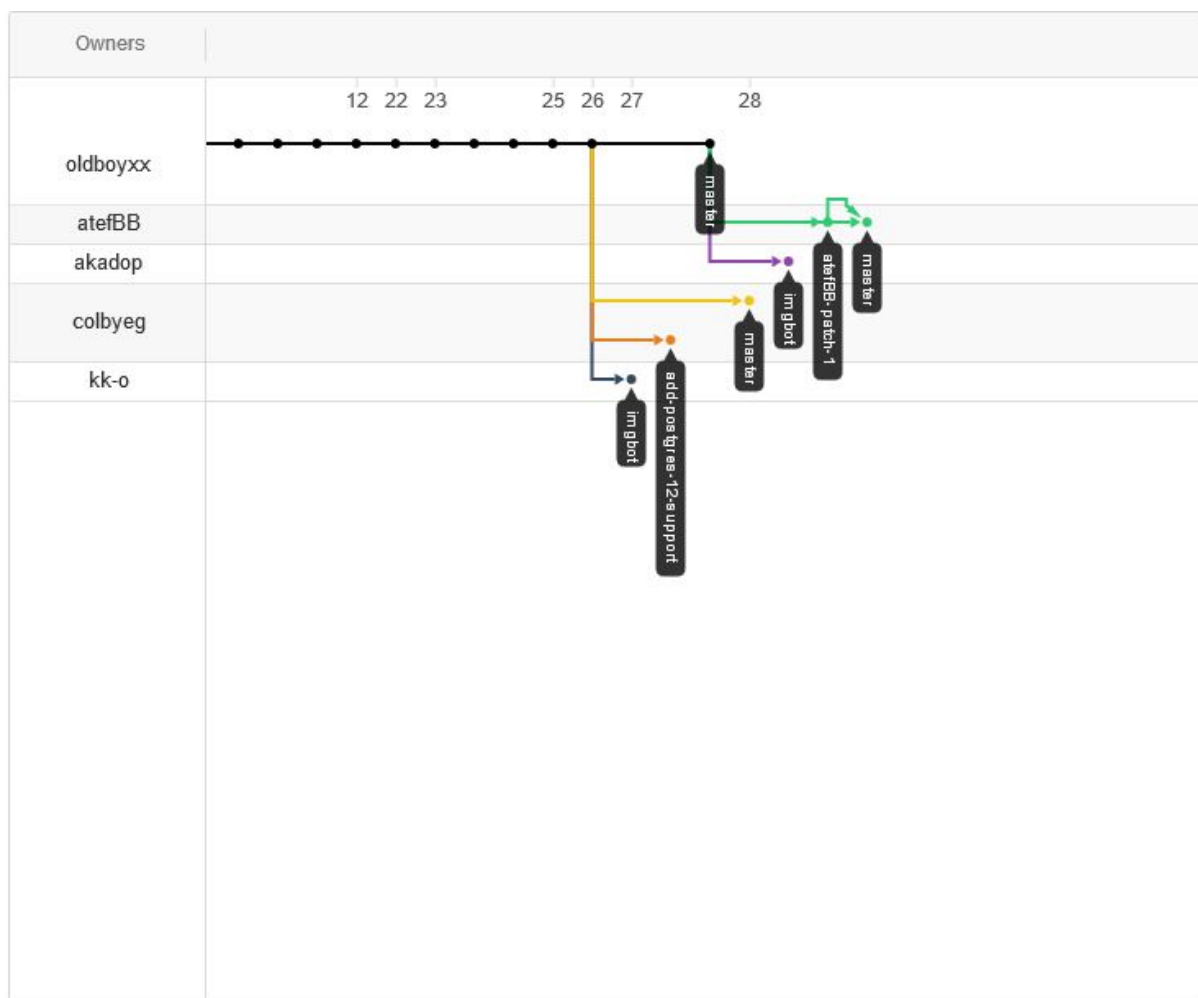 Owners
12 22 23 25 26 27 28
oldboyxx
atefBB
akadop
colbyeg
kk-o
master
atefBB-patch-1
master
imgbot
master
add-postgres-12-support
imgbot